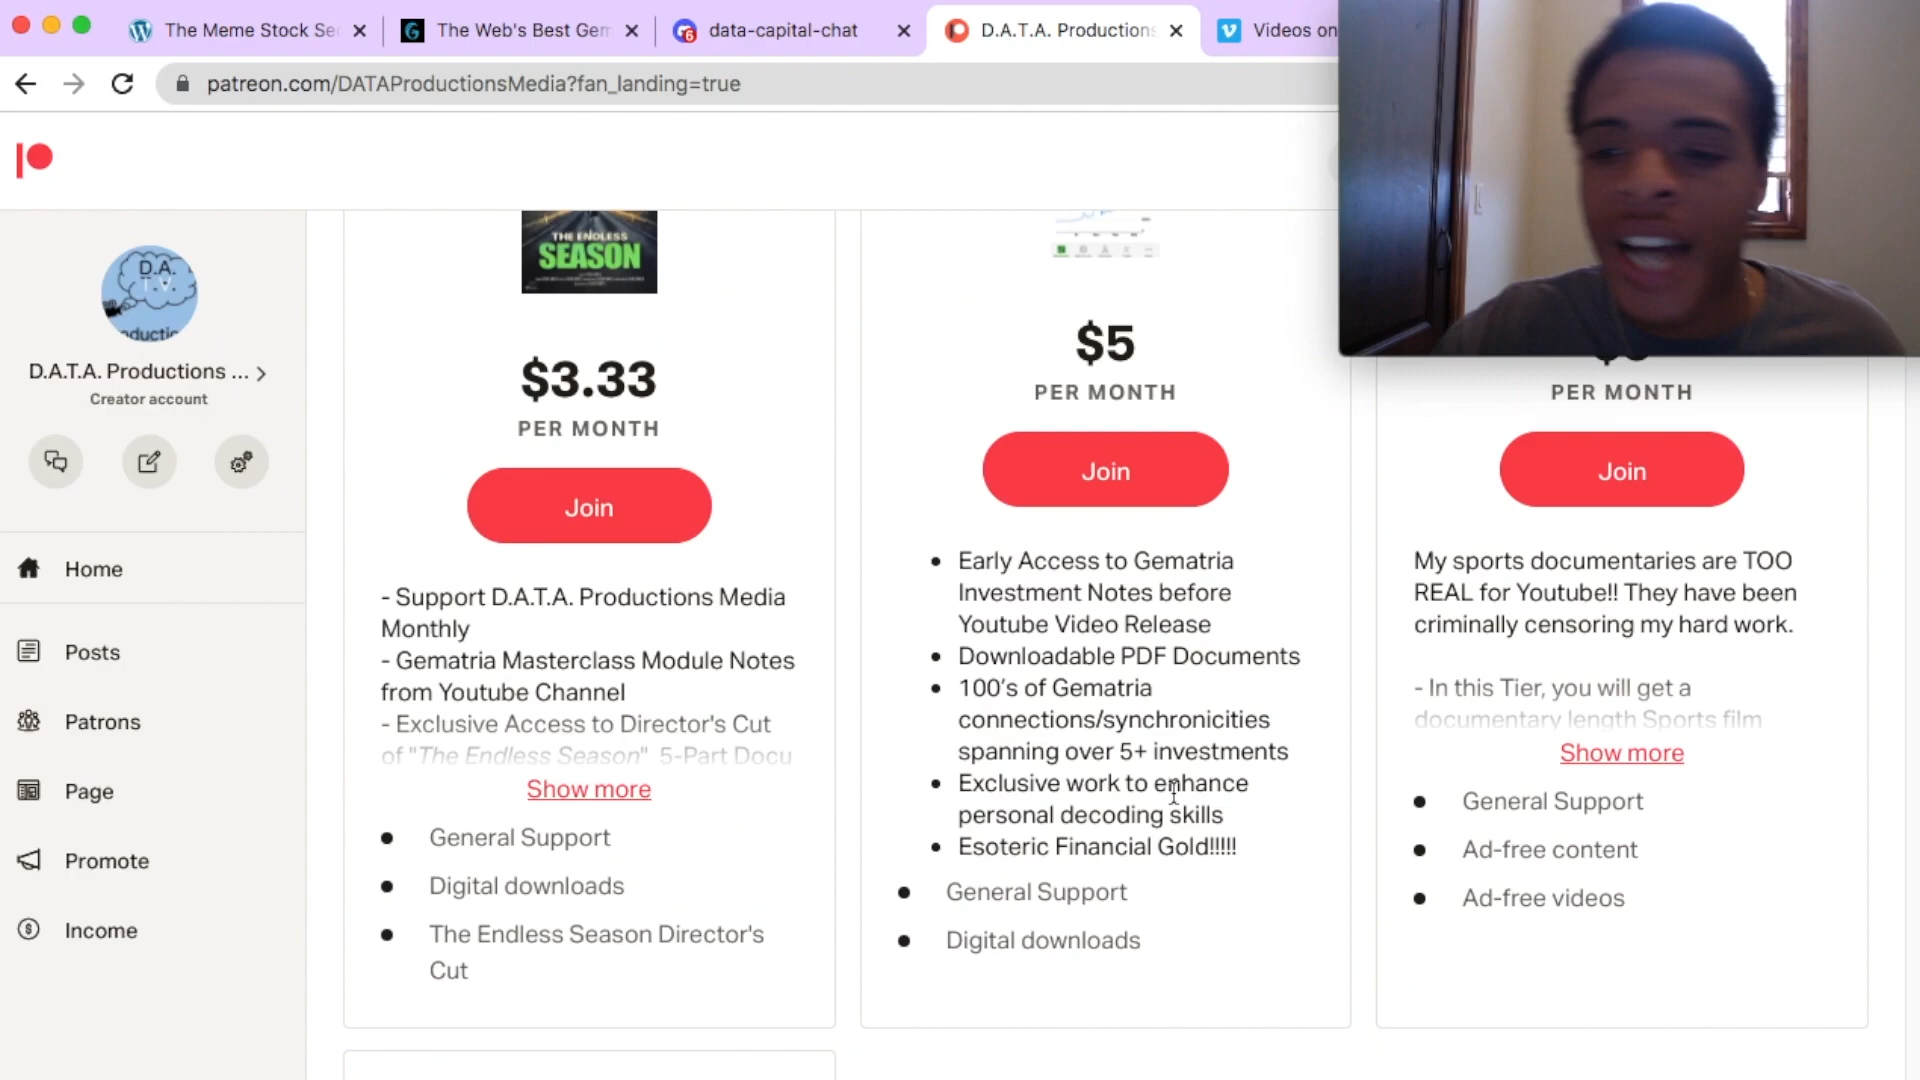 The Meme Stock Se
The Web's Best Gem
6
data-capital-chat
D.A.T.A. Productions
Videos on
patreon.com/DATAProductionsMedia?fan_landing=true
D.A.
T.V.
D.A.T.A. Productions ...
Creator account
Home
Posts
Patrons
Page
Promote
Income
THE ENDLESS
SEASON
$3.33
PER MONTH
Join
- Support D.A.T.A. Productions Media
Monthly
- Gematria Masterclass Module Notes
from Youtube Channel
- Exclusive Access to Director's Cut
of "The Endless Season" 5-Part Docu
Show more
General Support
Digital downloads
The Endless Season Director's
Cut
$5
PER MONTH
Join
Early Access to Gematria
Investment Notes before
Youtube Video Release
Downloadable PDF Documents
100's of Gematria
connections/synchronicities
spanning over 5+ investments
Exclusive work to enhance
personal decoding skills
Esoteric Financial Gold!!!!!
General Support
Digital downloads
PER MONTH
Join
My sports documentaries are TOO
REAL for Youtube!! They have been
criminally censoring my hard work.
- In this Tier, you will get a
documentary length Sports film
Show more
General Support
Ad-free content
Ad-free videos